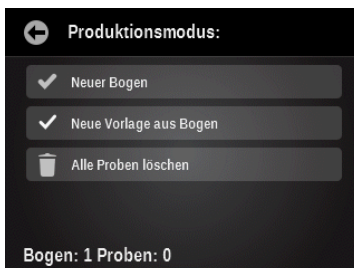 Produktionsmodus:
Neuer Bogen
Neue Vorlage aus Bogen
Alle Proben löschen
Bogen: 1 Proben: 0